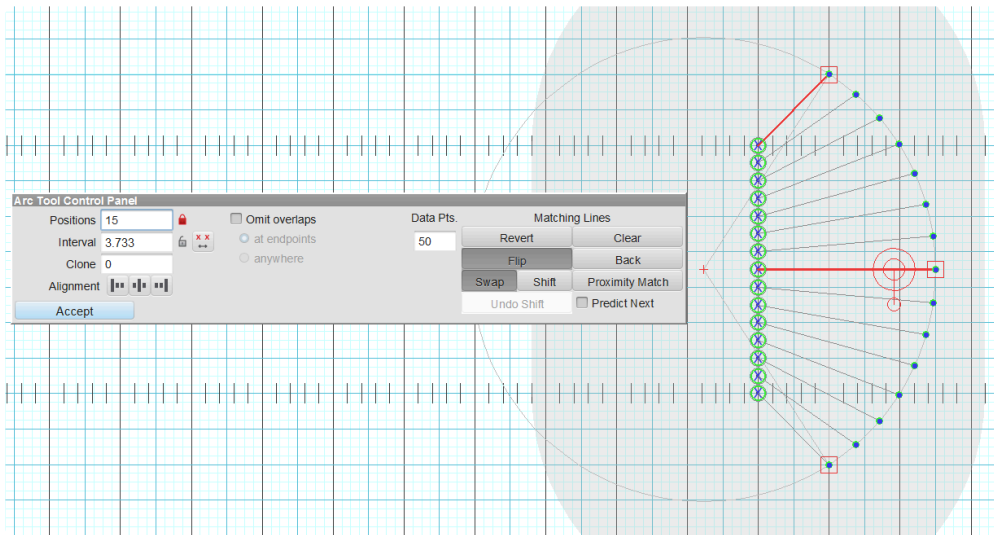 Arc Tool Control Panel
Positions 15
Interval 3.733
Clone 0
Alignment
Accept
Omit overlaps
at endpoints
anywhere
Data Pts.
50
Matching Lines
Revert Clear
Flip Back
Swap Shift Proximity Match
Undo Shift Predict Next